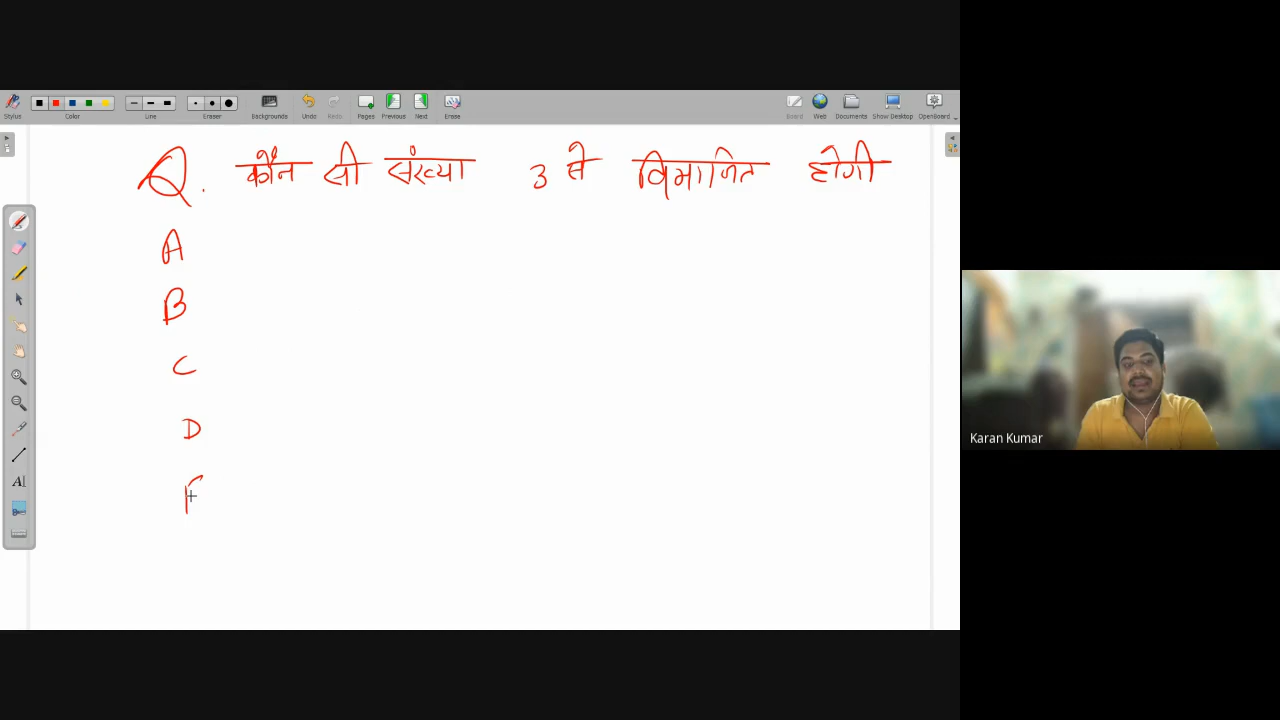 Stylus Color Line Eraser Backgrounds Undo Redo Pages Previous Next Erase Board Web Documents Show Desktop OpenBoard
Q. कौन सी संख्या 3 से विभाजित होगी
A
B
C
D
Karan Kumar